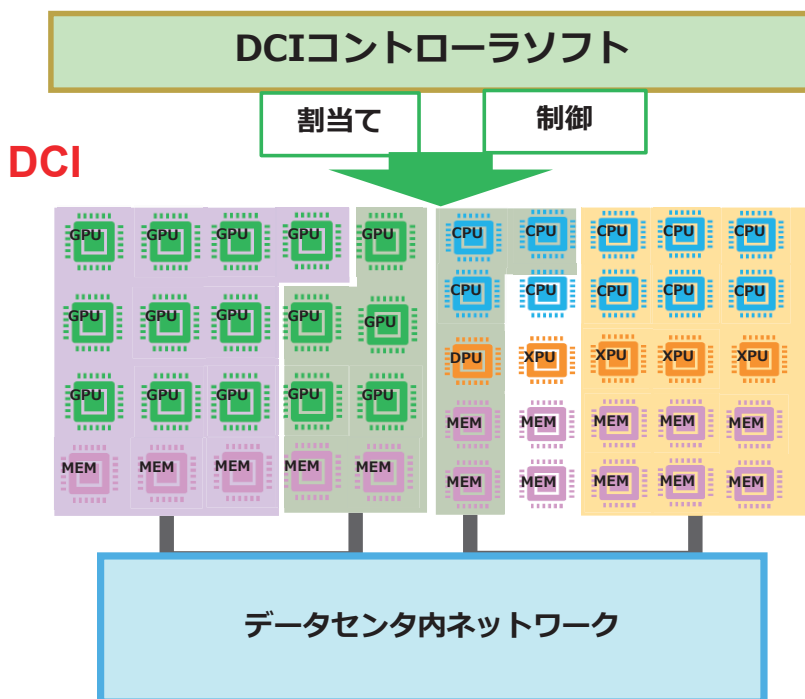 DCIコントローラソフト
割当て
制御
DCI
GPU GPU GPU GPU GPU CPU CPU CPU CPU CPU
GPU GPU GPU GPU GPU CPU CPU CPU CPU CPU
DPU XPU XPU XPU XPU
GPU GPU GPU GPU GPU MEM MEM MEM MEM MEM
MEM MEM MEM MEM MEM MEM MEM MEM MEM MEM
データセンタ内ネットワーク